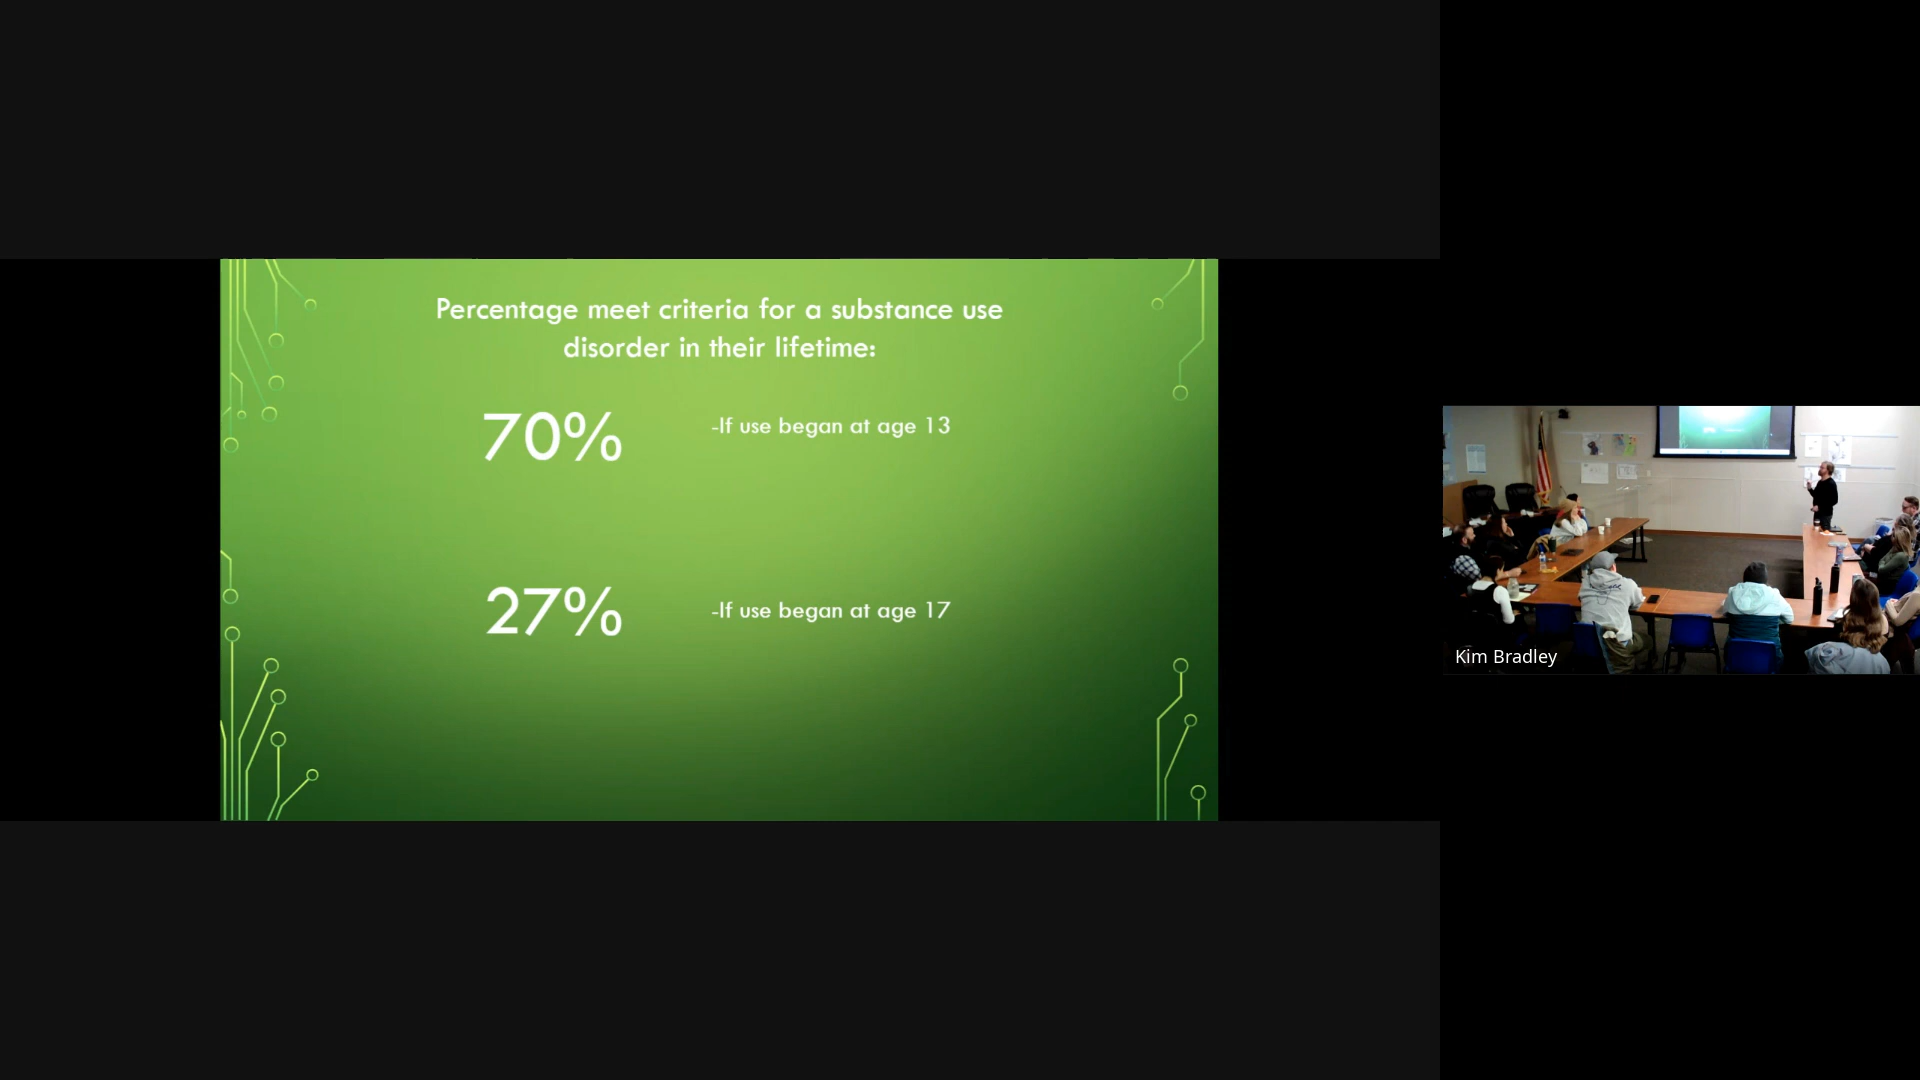 Percentage meet criteria for a substance use
disorder in their lifetime:
70%
-If use began at age 13
27%
-If use began at age 17
Kim Bradley